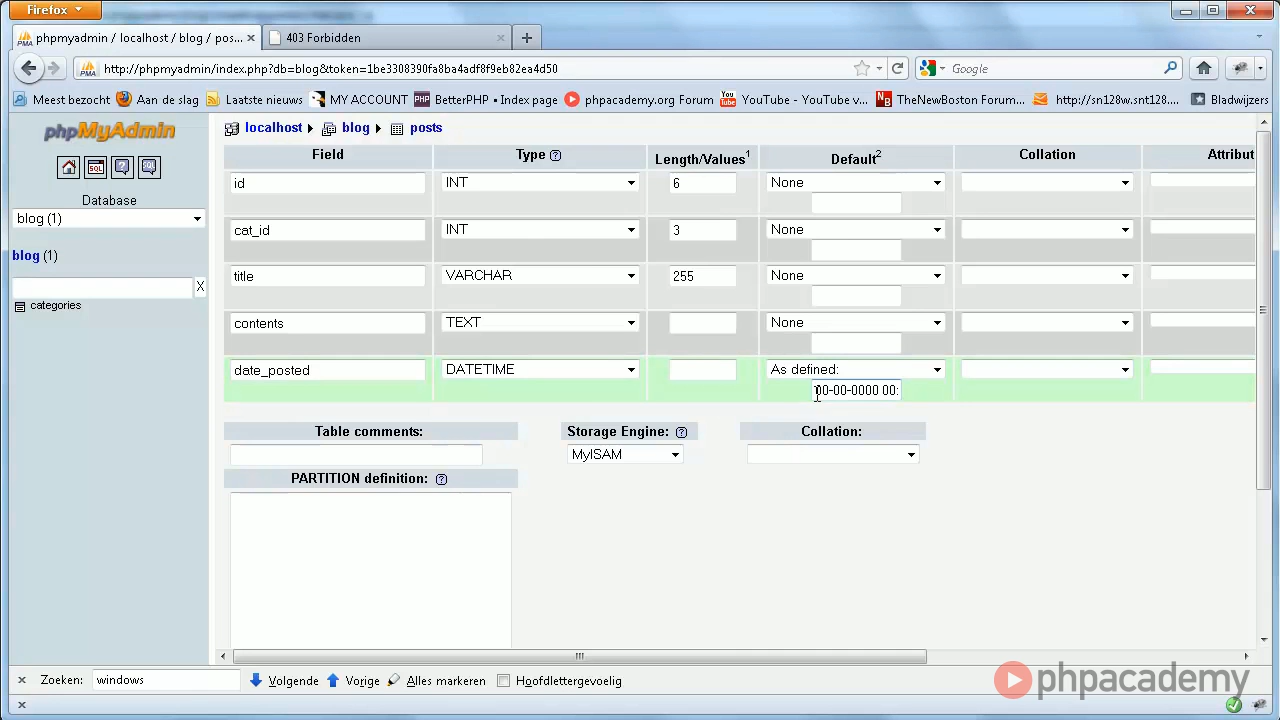 Firefox
phpmyadmin / localhost / blog / pos...
403 Forbidden
http://phpmyadmin/index.php?db=blog&token=1be3308390fa8ba4adf8f9eb82ea4d50
Google
Meest bezocht
Aan de slag
Laatste nieuws
MY ACCOUNT
BetterPHP • Index page
phpacademy.org Forum
YouTube - YouTube v...
TheNewBoston Forum...
http://sn128w.snt128....
Bladwijzers
phpMyAdmin
localhost
blog
posts
Field
Type
Length/Values1
Default2
Collation
Attribut
id
INT
6
None
cat_id
INT
3
None
title
VARCHAR
255
None
contents
TEXT
None
date_posted
DATETIME
As defined:
00-00-0000 00:
Database
blog (1)
blog (1)
X
categories
Table comments:
Storage Engine:
Collation:
MyISAM
PARTITION definition:
Zoeken:
windows
Volgende
Vorige
Alles markeren
Hoofdlettergevoelig
phpacademy